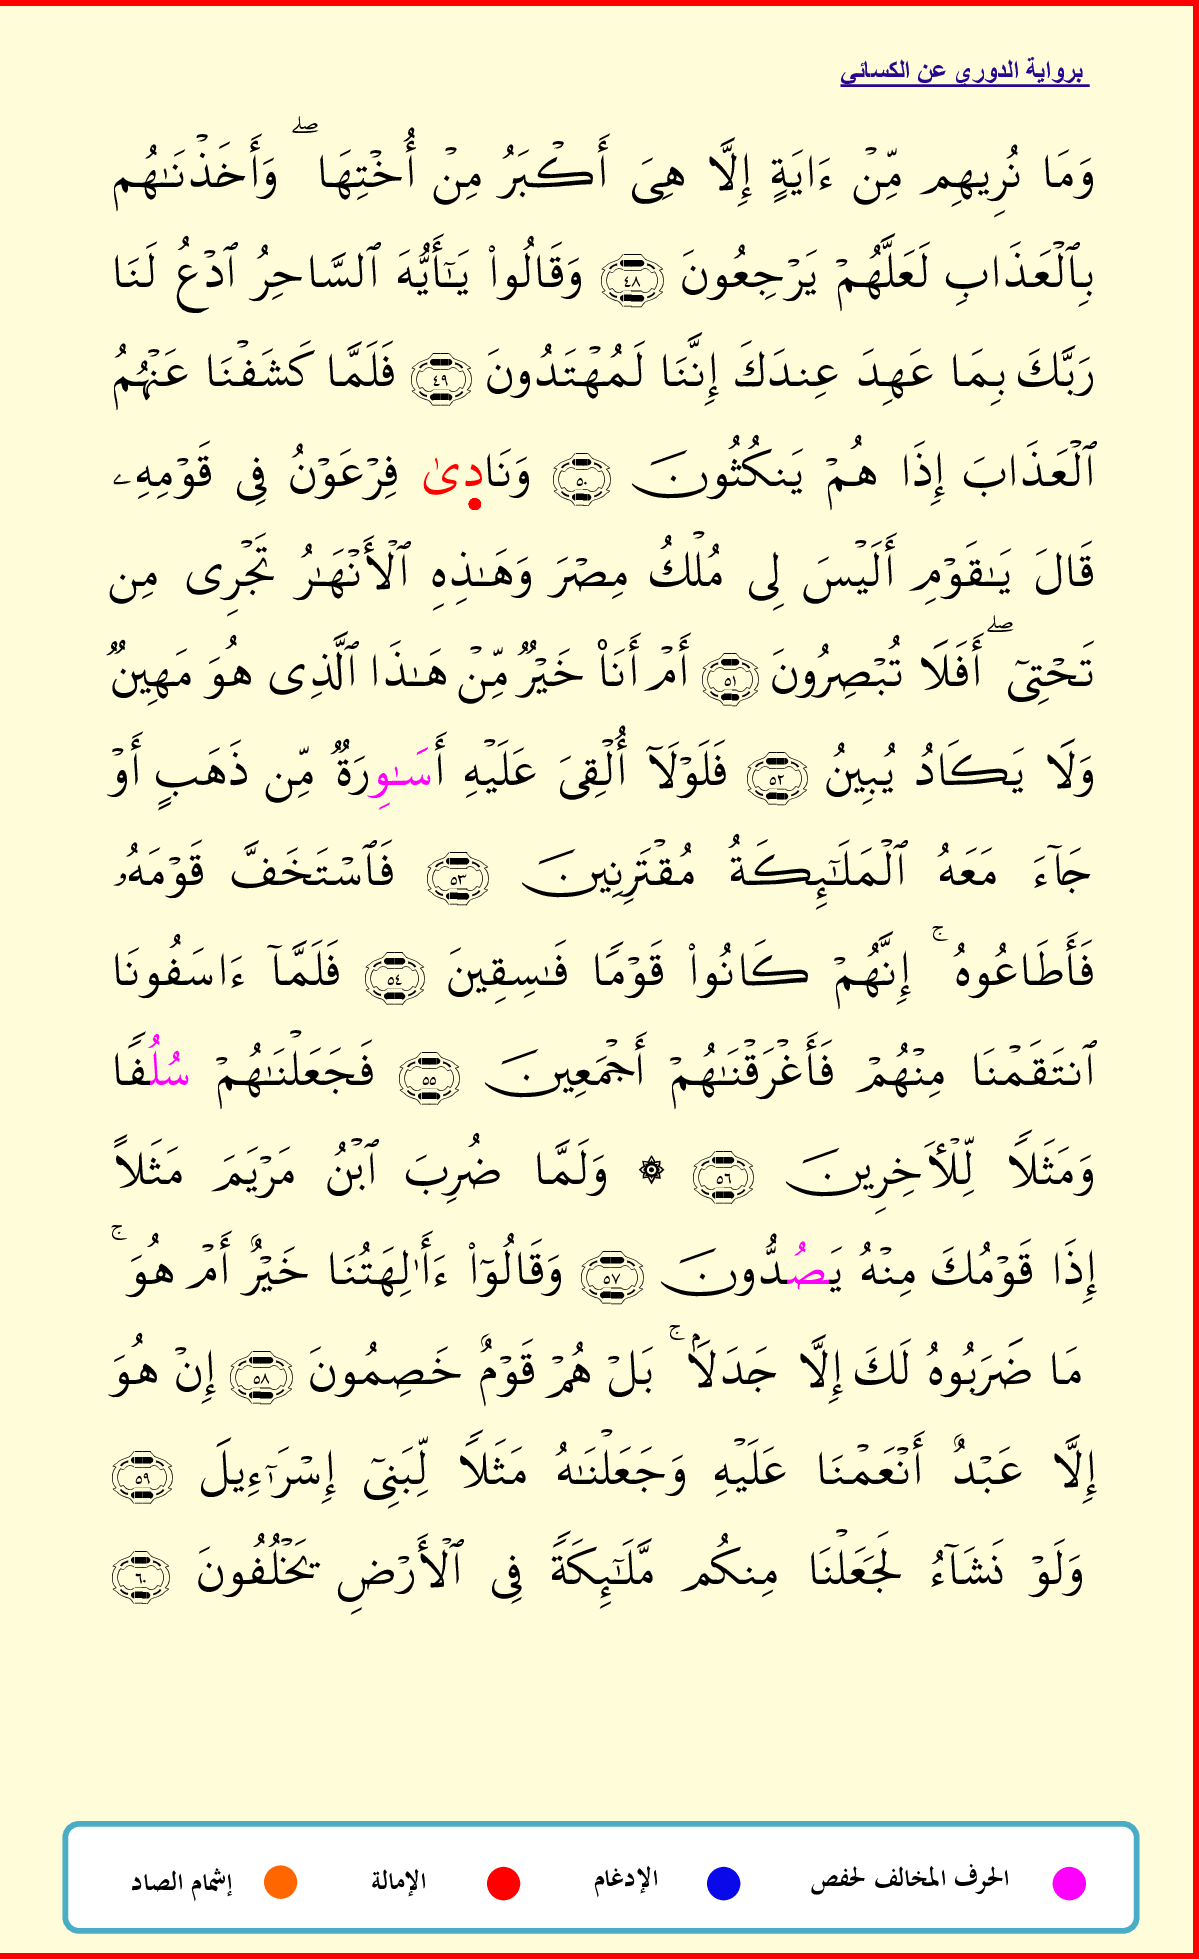 برواية الدوري عن الكسائي
وَمَا نُرِيهِم مِّنۡ ءَايَةٍ إِلَّا هِىَ أَكۡبَرُ مِنۡ أُخۡتِهَاۖ وَأَخَذۡنَٰهُم
بِٱلۡعَذَابِ لَعَلَّهُمۡ يَرۡجِعُونَ ٤٨ وَقَالُواْ يَٰٓأَيُّهَ ٱلسَّاحِرُ ٱدۡعُ لَنَا
رَبَّكَ بِمَا عَهِدَ عِندَكَ إِنَّنَا لَمُهۡتَدُونَ ٤٩ فَلَمَّا كَشَفۡنَا عَنۡهُمُ
ٱلۡعَذَابَ إِذَا هُمۡ يَنكُثُونَ ٥٠ وَنَادِىٰ فِرۡعَوۡنُ فِى قَوۡمِهِۦ
قَالَ يَٰقَوۡمِ أَلَيۡسَ لِى مُلۡكُ مِصۡرَ وَهَٰذِهِ ٱلۡأَنۡهَٰرُ تَجۡرِى مِن
تَحۡتِىٓۖ أَفَلَا تُبۡصِرُونَ ٥١ أَمۡ أَنَا۠ خَيۡرٌ مِّنۡ هَٰذَا ٱلَّذِى هُوَ مَهِينٌ
وَلَا يَكَادُ يُبِينُ ٥٢ فَلَوۡلَآ أُلۡقِىَ عَلَيۡهِ أَسَٰوِرَةٌ مِّن ذَهَبٍ أَوۡ
جَآءَ مَعَهُ ٱلۡمَلَٰٓئِكَةُ مُقۡتَرِنِينَ ٥٣ فَٱسۡتَخَفَّ قَوۡمَهُۥ
فَأَطَاعُوهُۚ إِنَّهُمۡ كَانُواْ قَوۡمًا فَٰسِقِينَ ٥٤ فَلَمَّآ ءَاسَفُونَا
ٱنتَقَمۡنَا مِنۡهُمۡ فَأَغۡرَقۡنَٰهُمۡ أَجۡمَعِينَ ٥٥ فَجَعَلۡنَٰهُمۡ سُلُفًا
وَمَثَلًا لِّلۡأَخِرِينَ ٥٦ ۞ وَلَمَّا ضُرِبَ ٱبۡنُ مَرۡيَمَ مَثَلًا
إِذَا قَوۡمُكَ مِنۡهُ يَصُدُّونَ ٥٧ وَقَالُوٓاْ ءَأَٰلِهَتُنَا خَيۡرٌ أَمۡ هُوَۚ
مَا ضَرَبُوهُ لَكَ إِلَّا جَدَلَۢاۚ بَلۡ هُمۡ قَوۡمٌ خَصِمُونَ ٥٨ إِنۡ هُوَ
إِلَّا عَبۡدٌ أَنۡعَمۡنَا عَلَيۡهِ وَجَعَلۡنَٰهُ مَثَلًا لِّبَنِىٓ إِسۡرَٰٓءِيلَ ٥٩
وَلَوۡ نَشَآءُ لَجَعَلۡنَا مِنكُم مَّلَٰٓئِكَةً فِى ٱلۡأَرۡضِ يَخۡلُفُونَ ٦٠
الحرف المخالف لحفص الإدغام الإمالة إشمام الصاد